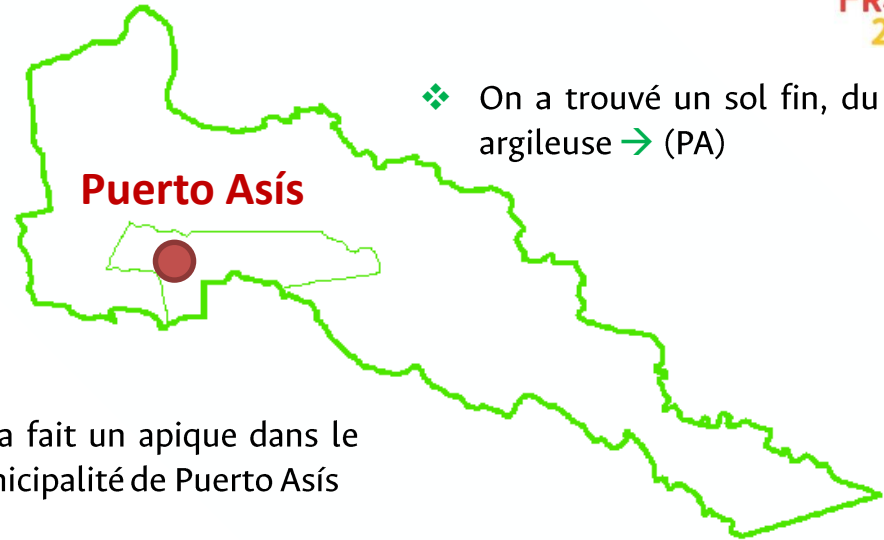 On a trouvé un sol fin, du
argileuse → (PA)
Puerto Asís
a fait un apique dans le
nicipalité de Puerto Asís